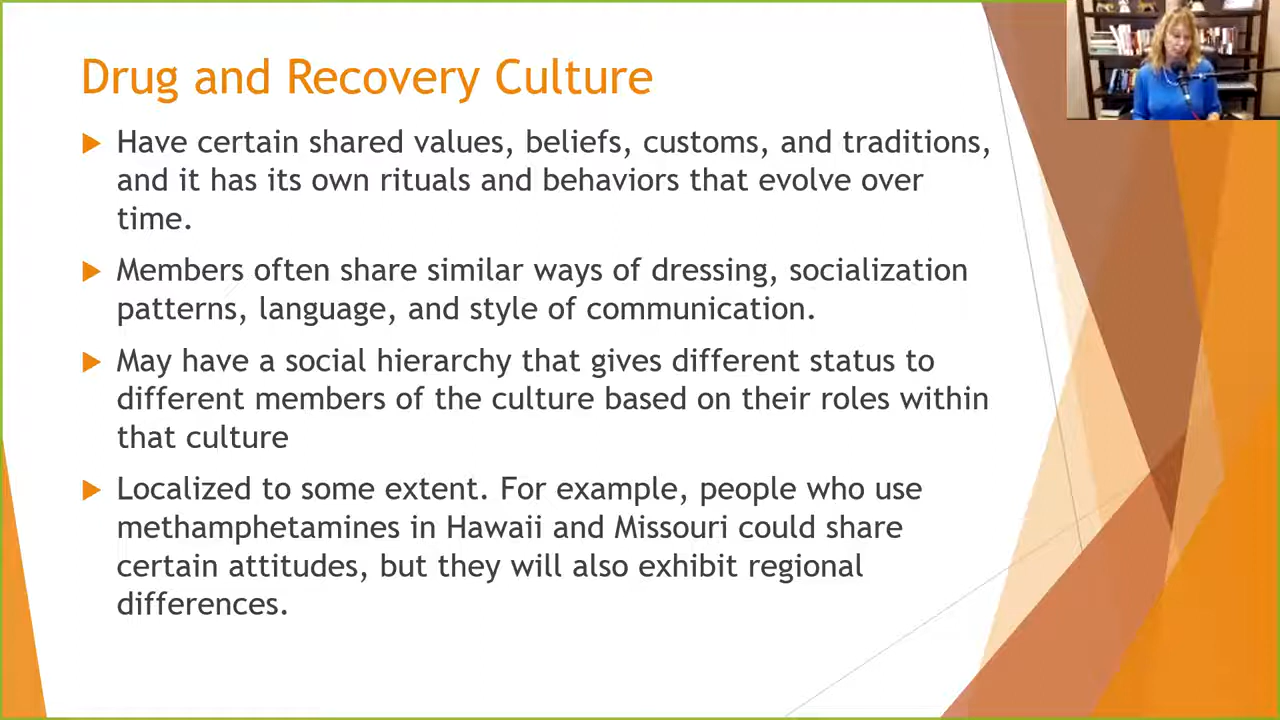 Drug and Recovery Culture
Have certain shared values, beliefs, customs, and traditions,
and it has its own rituals and behaviors that evolve over
time.
Members often share similar ways of dressing, socialization
patterns, language, and style of communication.
May have a social hierarchy that gives different status to
different members of the culture based on their roles within
that culture
Localized to some extent. For example, people who use
methamphetamines in Hawaii and Missouri could share
certain attitudes, but they will also exhibit regional
differences.